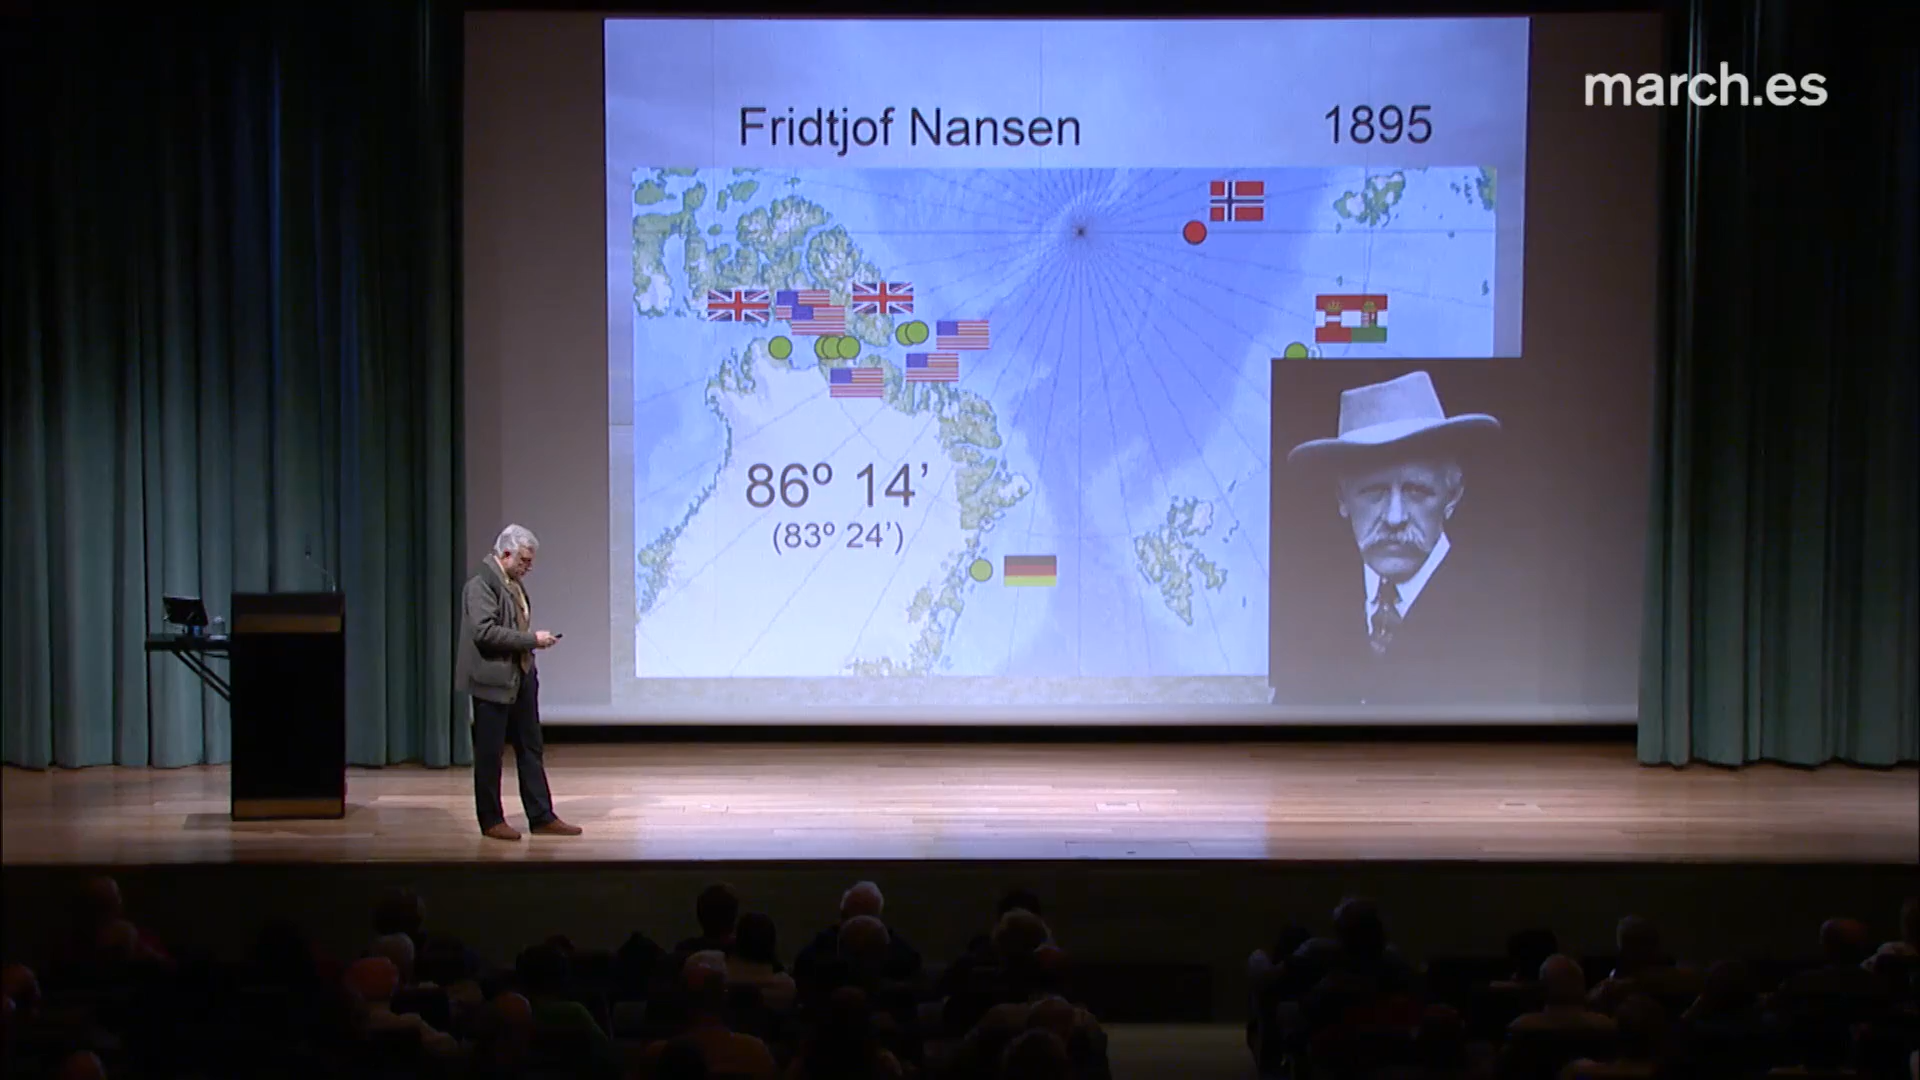 march.es
Fridtjof Nansen
1895
86º 14’
(83º 24’)